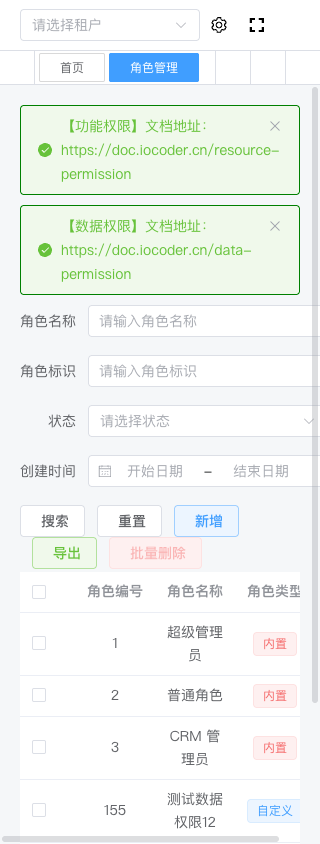 请选择租户
首页
角色管理
【功能权限】文档地址：
https://doc.iocoder.cn/resource-
permission
【数据权限】文档地址：
https://doc.iocoder.cn/data-
permission
角色名称
请输入角色名称
角色标识
请输入角色标识
状态
请选择状态
创建时间
开始日期
-
结束日期
搜索
重置
新增
导出
批量删除
角色编号
角色名称
角色类型
1
超级管理
员
内置
2
普通角色
内置
3
CRM 管
理员
内置
155
测试数据
权限12
自定义